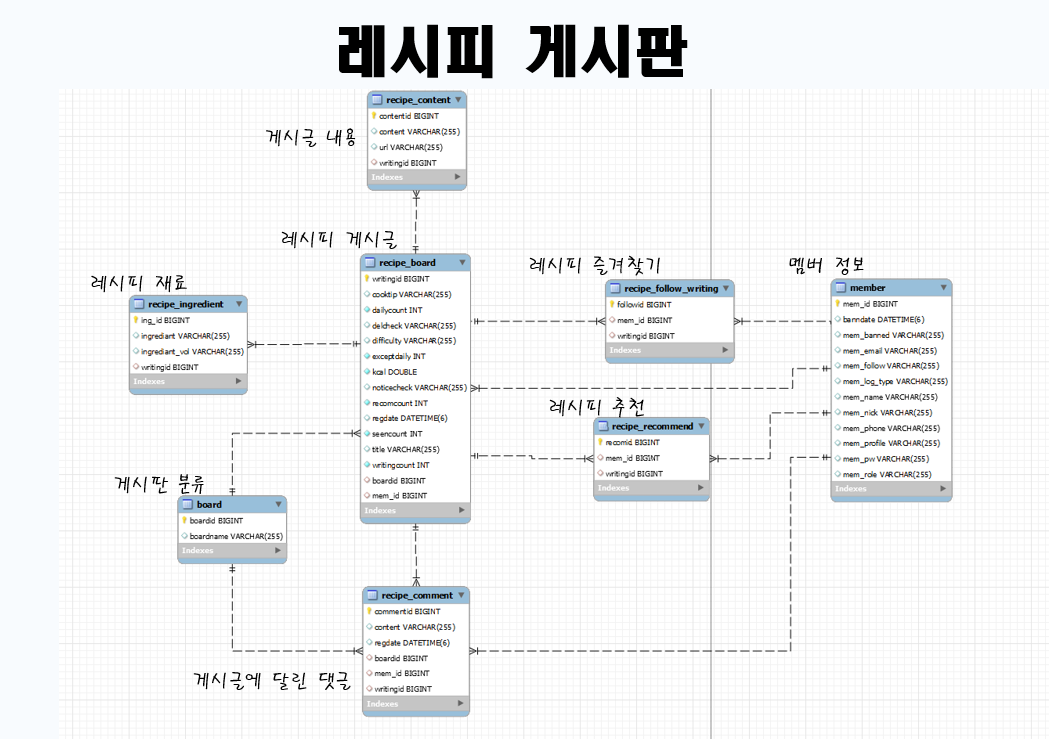 레시피 게시판
게시글 내용
recipe_content
contentid BIGINT
content VARCHAR(255)
url VARCHAR(255)
writingid BIGINT
Indexes
레시피 게시글
recipe_board
writingid BIGINT
cooktip VARCHAR(255)
dailycount INT
delcheck VARCHAR(255)
difficulty VARCHAR(255)
exceptdaily INT
kcal DOUBLE
noticecheck VARCHAR(255)
recomcount INT
regdate DATETIME(6)
seencount INT
title VARCHAR(255)
writingcount INT
boardid BIGINT
mem_id BIGINT
Indexes
레시피 재료
recipe_ingredient
ing_id BIGINT
ingrediant VARCHAR(255)
ingrediant_vol VARCHAR(255)
writingid BIGINT
Indexes
레시피 즐겨찾기
recipe_follow_writing
followid BIGINT
mem_id BIGINT
writingid BIGINT
Indexes
멤버 정보
member
mem_id BIGINT
banndate DATETIME(6)
mem_banned VARCHAR(255)
mem_email VARCHAR(255)
mem_follow VARCHAR(255)
mem_log_type VARCHAR(255)
mem_name VARCHAR(255)
mem_nick VARCHAR(255)
mem_phone VARCHAR(255)
mem_profile VARCHAR(255)
mem_pw VARCHAR(255)
mem_role VARCHAR(255)
Indexes
레시피 추천
recipe_recommend
recomid BIGINT
mem_id BIGINT
writingid BIGINT
Indexes
게시판 분류
board
boardid BIGINT
boardname VARCHAR(255)
Indexes
게시글에 달린 댓글
recipe_comment
commentid BIGINT
content VARCHAR(255)
regdate DATETIME(6)
boardid BIGINT
mem_id BIGINT
writingid BIGINT
Indexes